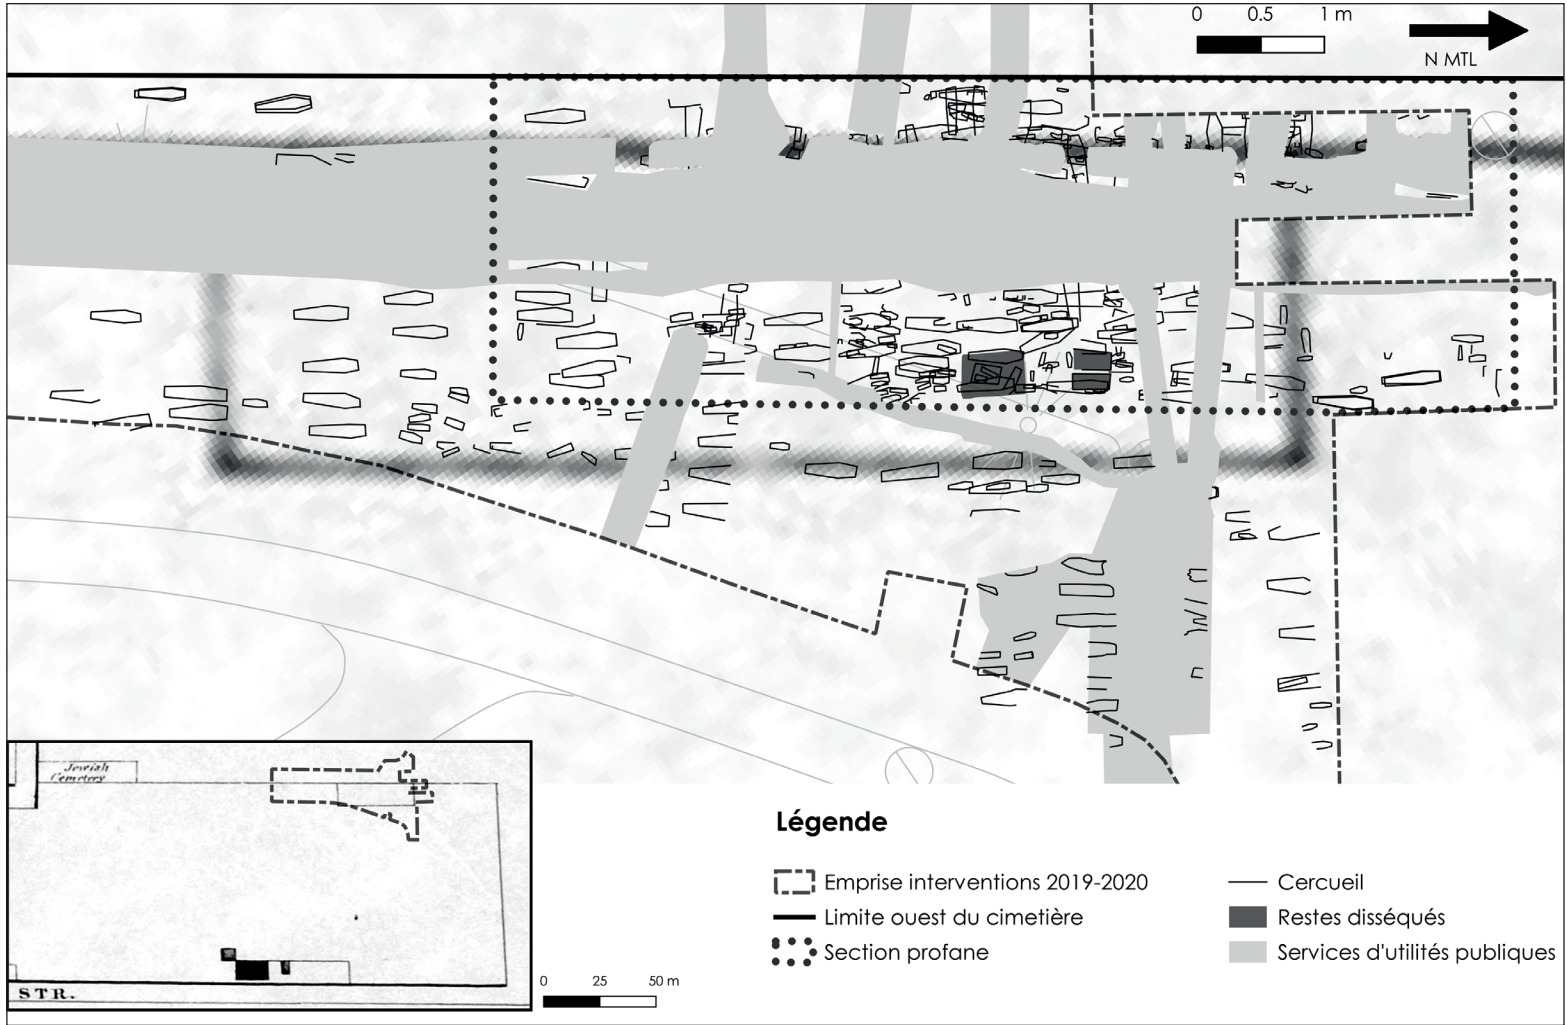 0 0.5 1 m
N MTL
Jewish
Cemetery
STR.
0 25 50 m
Légende
Emprise interventions 2019-2020
Limite ouest du cimetière
Section profane
Cercueil
Restes disséqués
Services d'utilités publiques